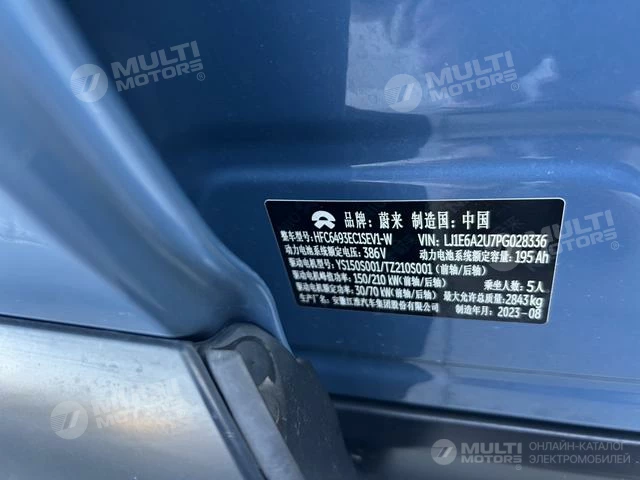 MULTI
MOTORS
MULTI
MOTORS
品牌: 蔚来 制造国: 中国
整车型号: HFC6493EC1SEV1-W VIN: LJ1E6A2U7PG028336
动力电池系统额定电压: 386V 动力电池系统额定容量: 195Ah
驱动电机型号: YS150S001/TZ210S001 (前轴/后轴)
驱动电机峰值功率: 150/210 kW(前轴/后轴) 乘坐人数: 5人
驱动电机额定功率: 30/70 kW(前轴/后轴) 最大允许总质量: 2843kg
生产厂名: 安徽江淮汽车集团股份有限公司 制造年月: 2023-08
MULTI
MOTORS
MULTI
MOTORS
ОНЛАЙН-КАТАЛОГ
ЭЛЕКТРОМОБИЛЕЙ